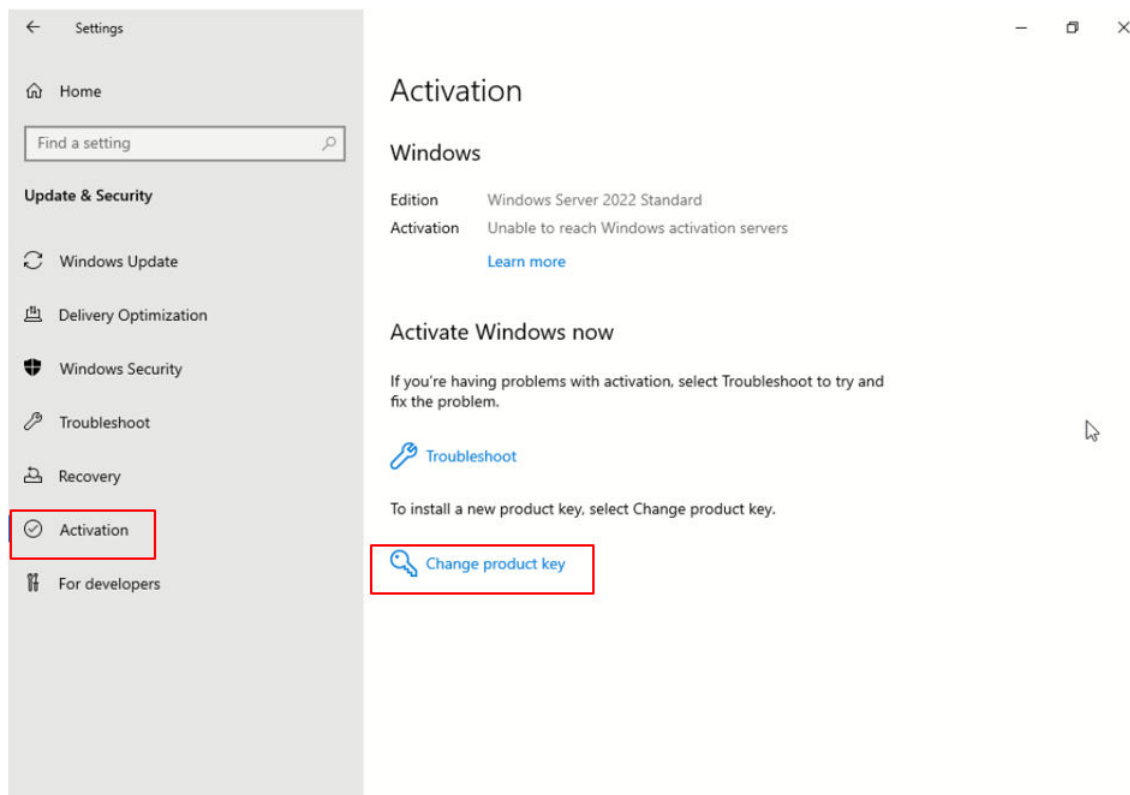 Settings
Home
Find a setting
Update & Security
Windows Update
Delivery Optimization
Windows Security
Troubleshoot
Recovery
Activation
For developers
Activation
Windows
Edition Windows Server 2022 Standard
Activation Unable to reach Windows activation servers
Learn more
Activate Windows now
If you're having problems with activation, select Troubleshoot to try and
fix the problem.
Troubleshoot
To install a new product key, select Change product key.
Change product key